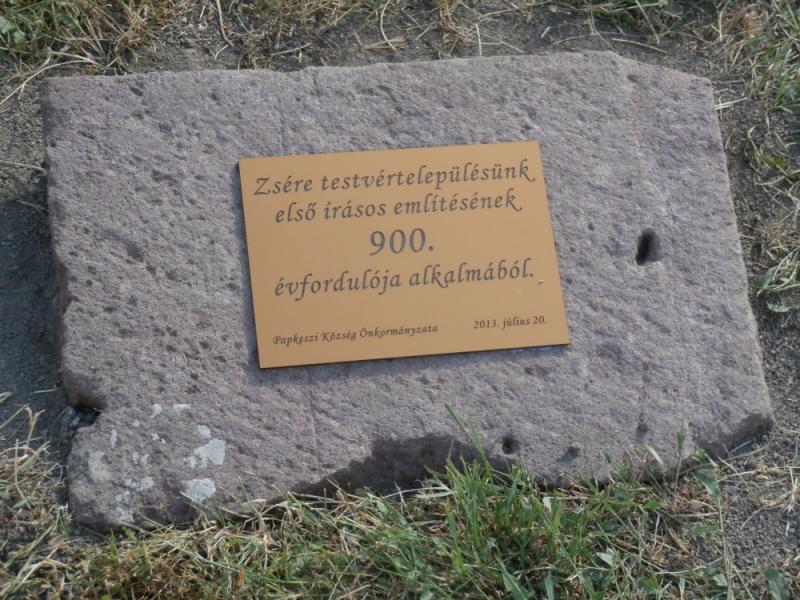 Zsére testvértelepülésünk
első írásos említésének
900.
évfordulója alkalmából.
Papkeszi Község Önkormányzata 2013. július 20.